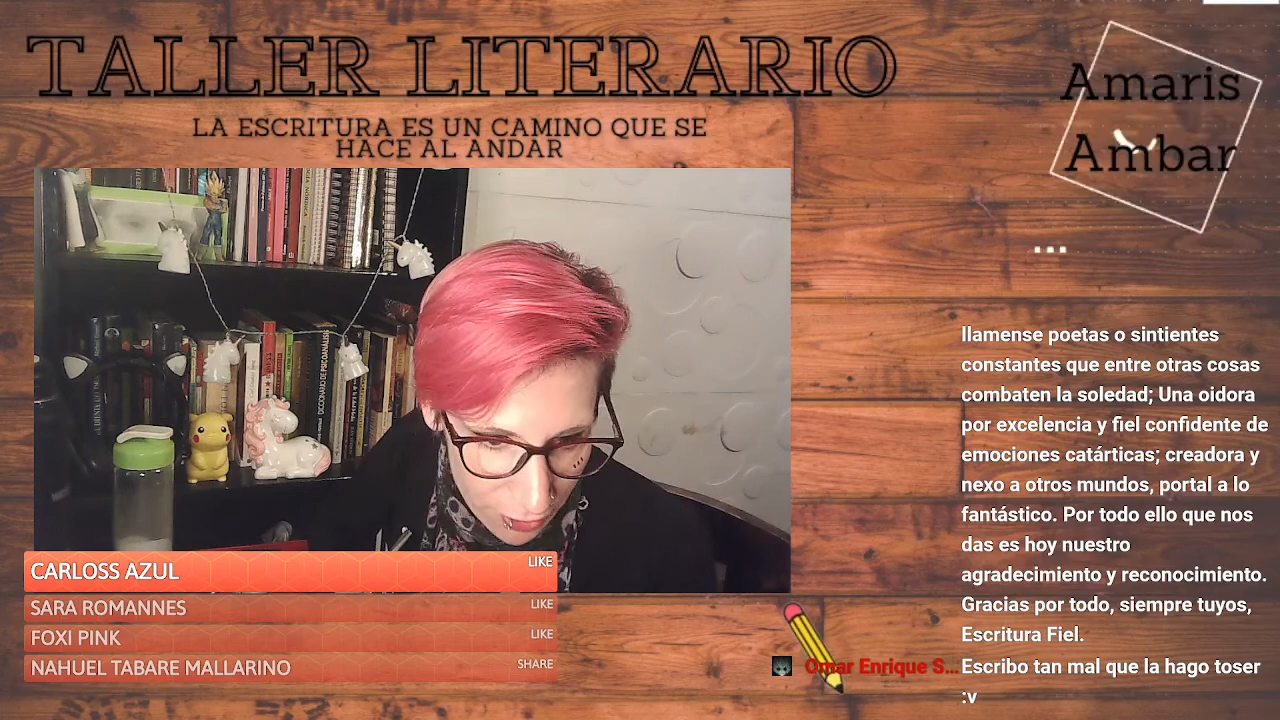 TALLER LITERARIO
LA ESCRITURA ES UN CAMINO QUE SE
HACE AL ANDAR
Amaris
Ambar
DICCIONARIO DE PSICOANÁLISIS
llamense poetas o sintientes
constantes que entre otras cosas
combaten la soledad; Una oidora
por excelencia y fiel confidente de
emociones catárticas; creadora y
nexo a otros mundos, portal a lo
fantástico. Por todo ello que nos
das es hoy nuestro
agradecimiento y reconocimiento.
Gracias por todo, siempre tuyos,
Escritura Fiel.
Omar Enrique S... Escribo tan mal que la hago toser
:v
CARLOSS AZUL LIKE
SARA ROMANNES LIKE
FOXI PINK LIKE
NAHUEL TABARE MALLARINO SHARE